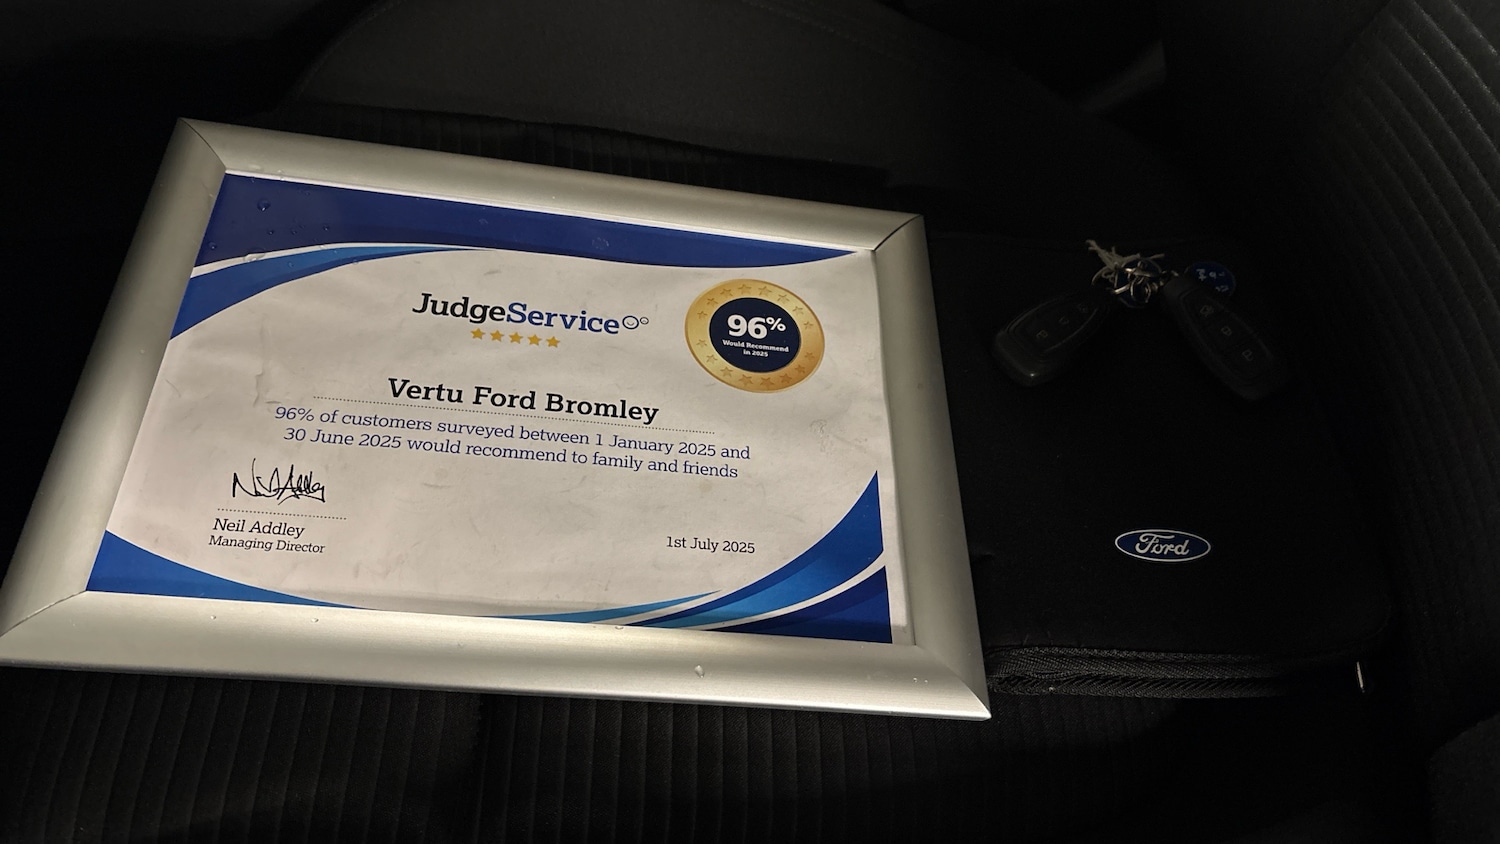 JudgeService
96%
Would Recommend
in 2025
Vertu Ford Bromley
96% of customers surveyed between 1 January 2025 and
30 June 2025 would recommend to family and friends
Neil Addley
Managing Director
1st July 2025
Ford